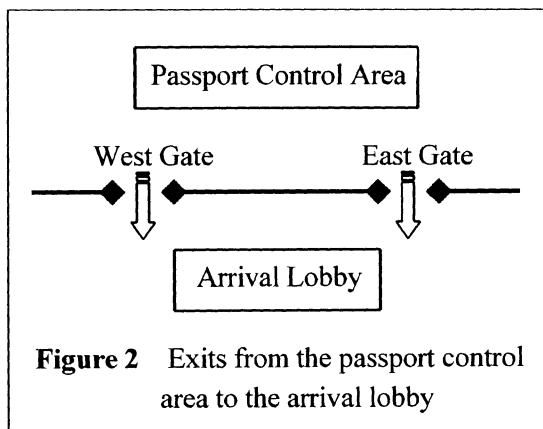 Passport Control Area
West Gate East Gate
Arrival Lobby
Figure 2 Exits from the passport control
area to the arrival lobby